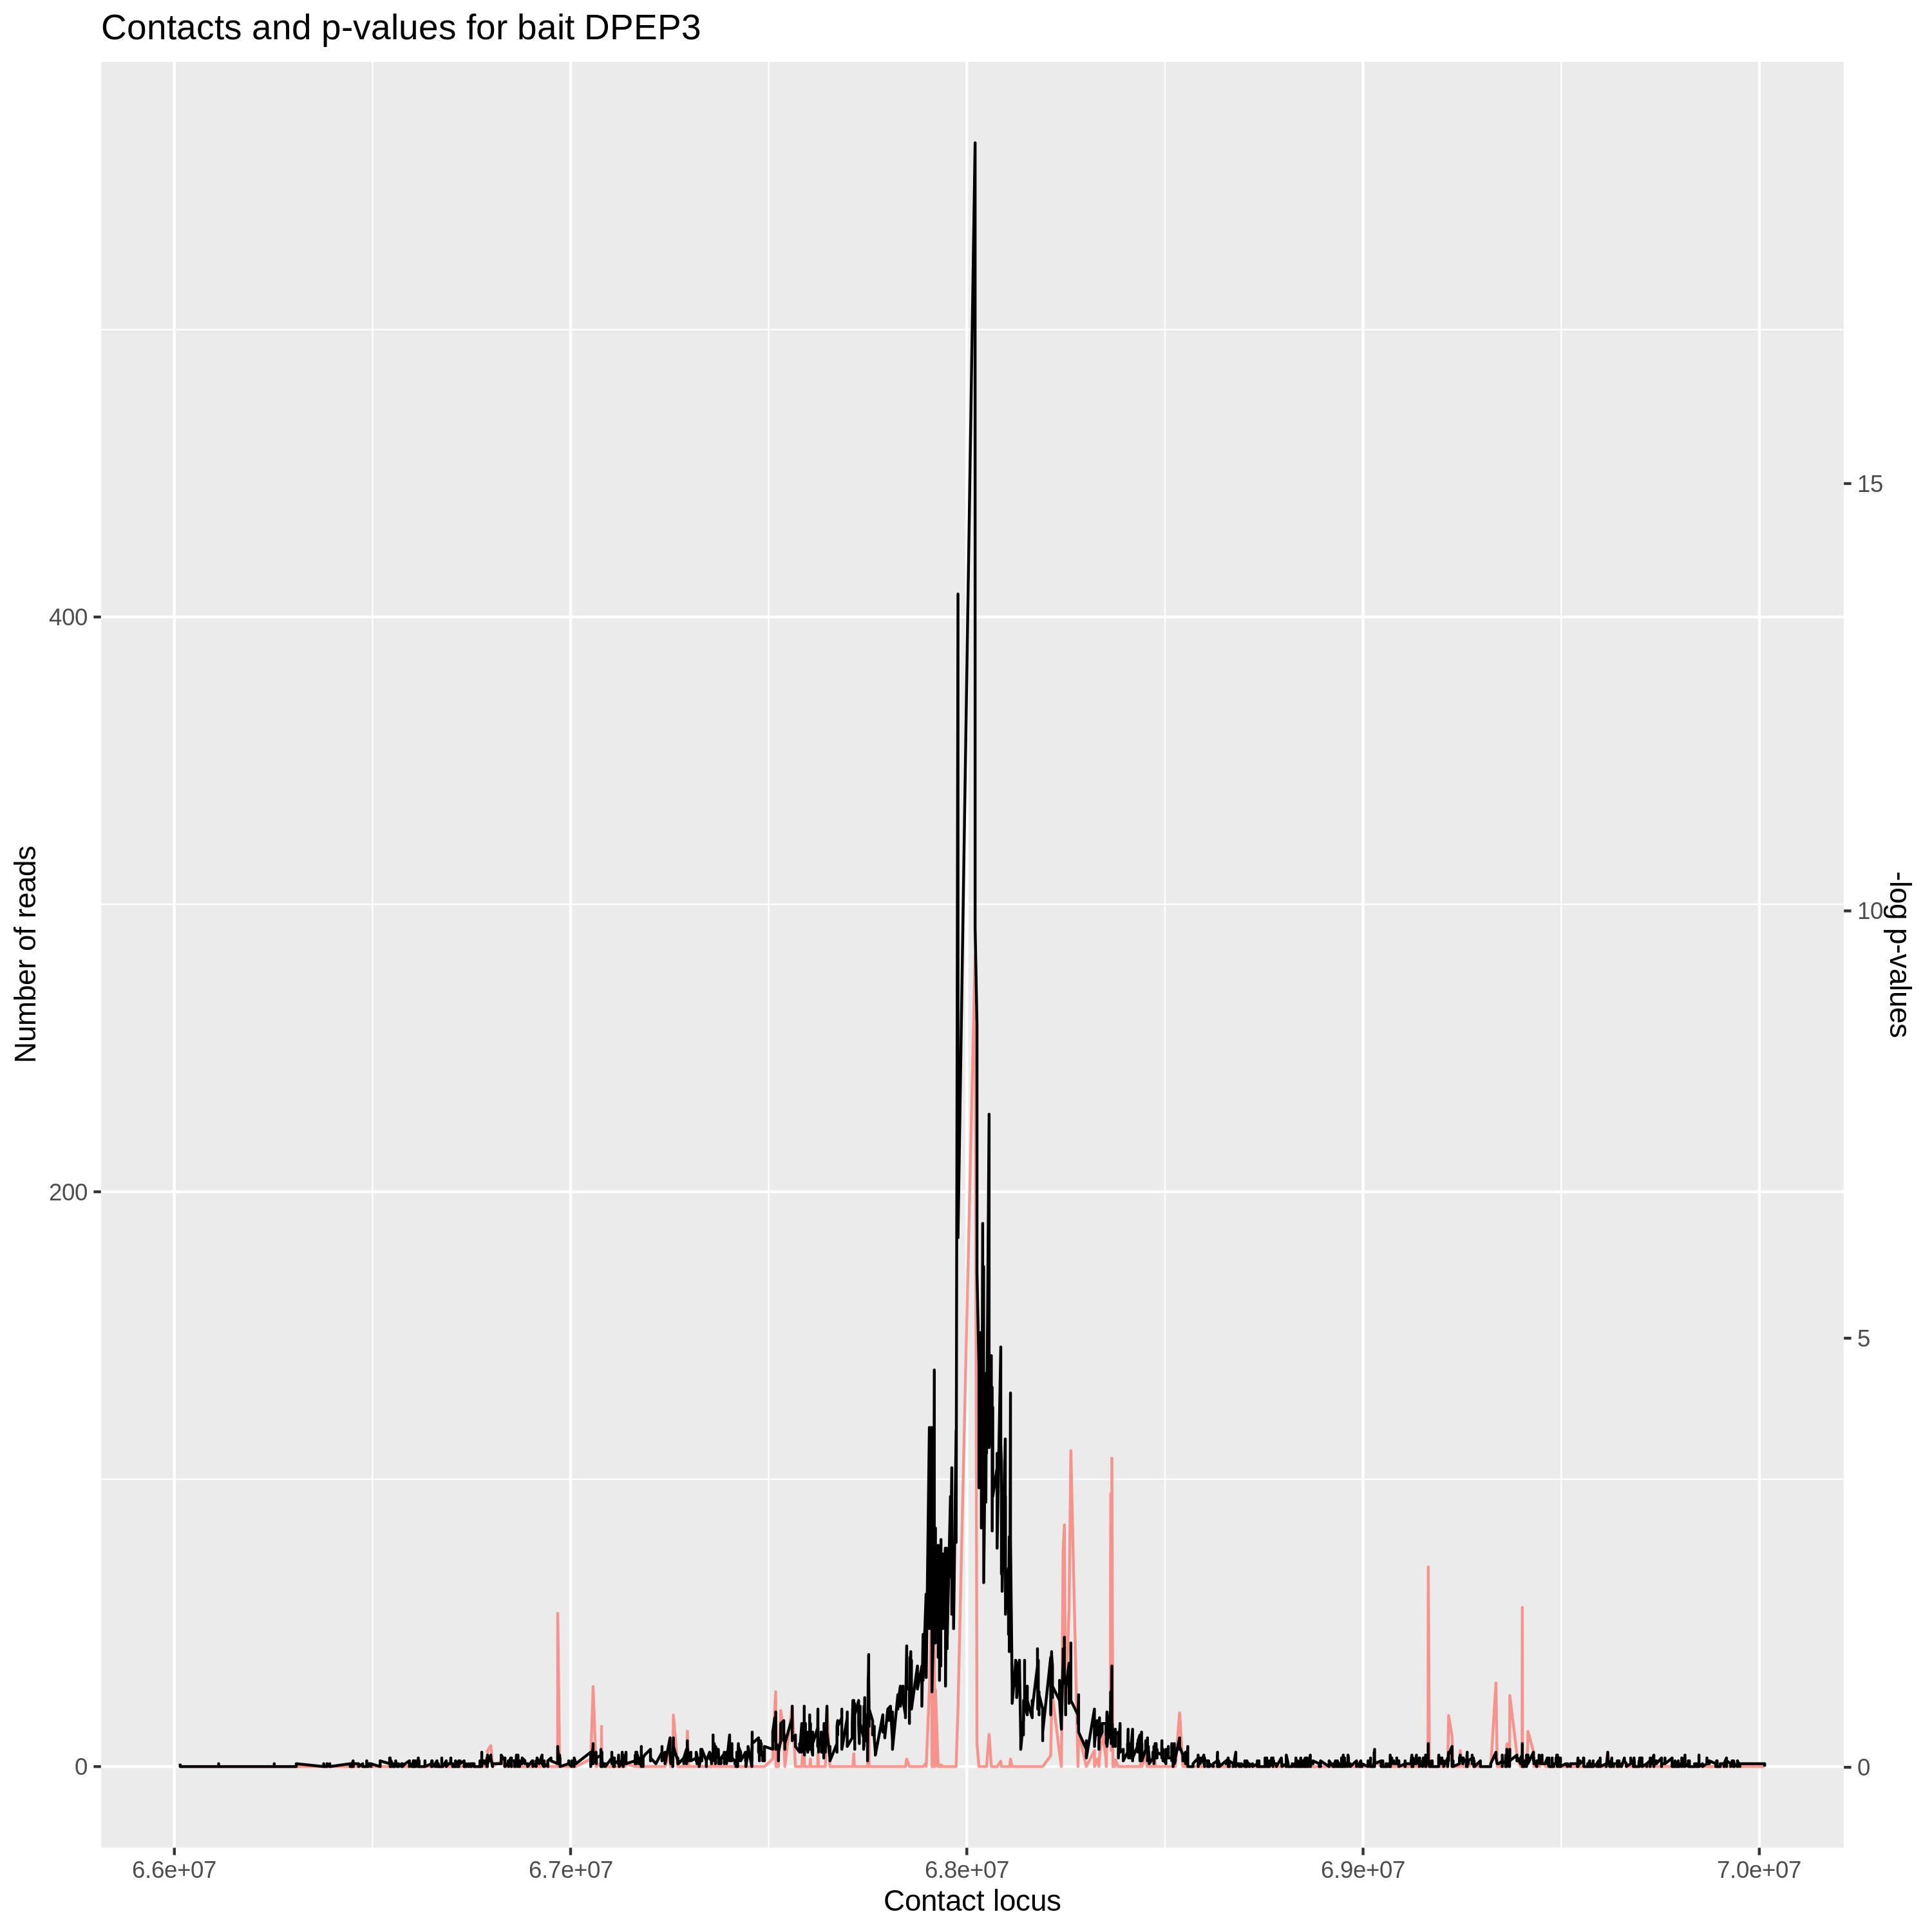 Contacts and p-values for bait DPEP3
Number of reads
400
200
0
15
10
5
0
-log p-values
6.6e+07 6.7e+07 6.8e+07 6.9e+07 7.0e+07
Contact locus